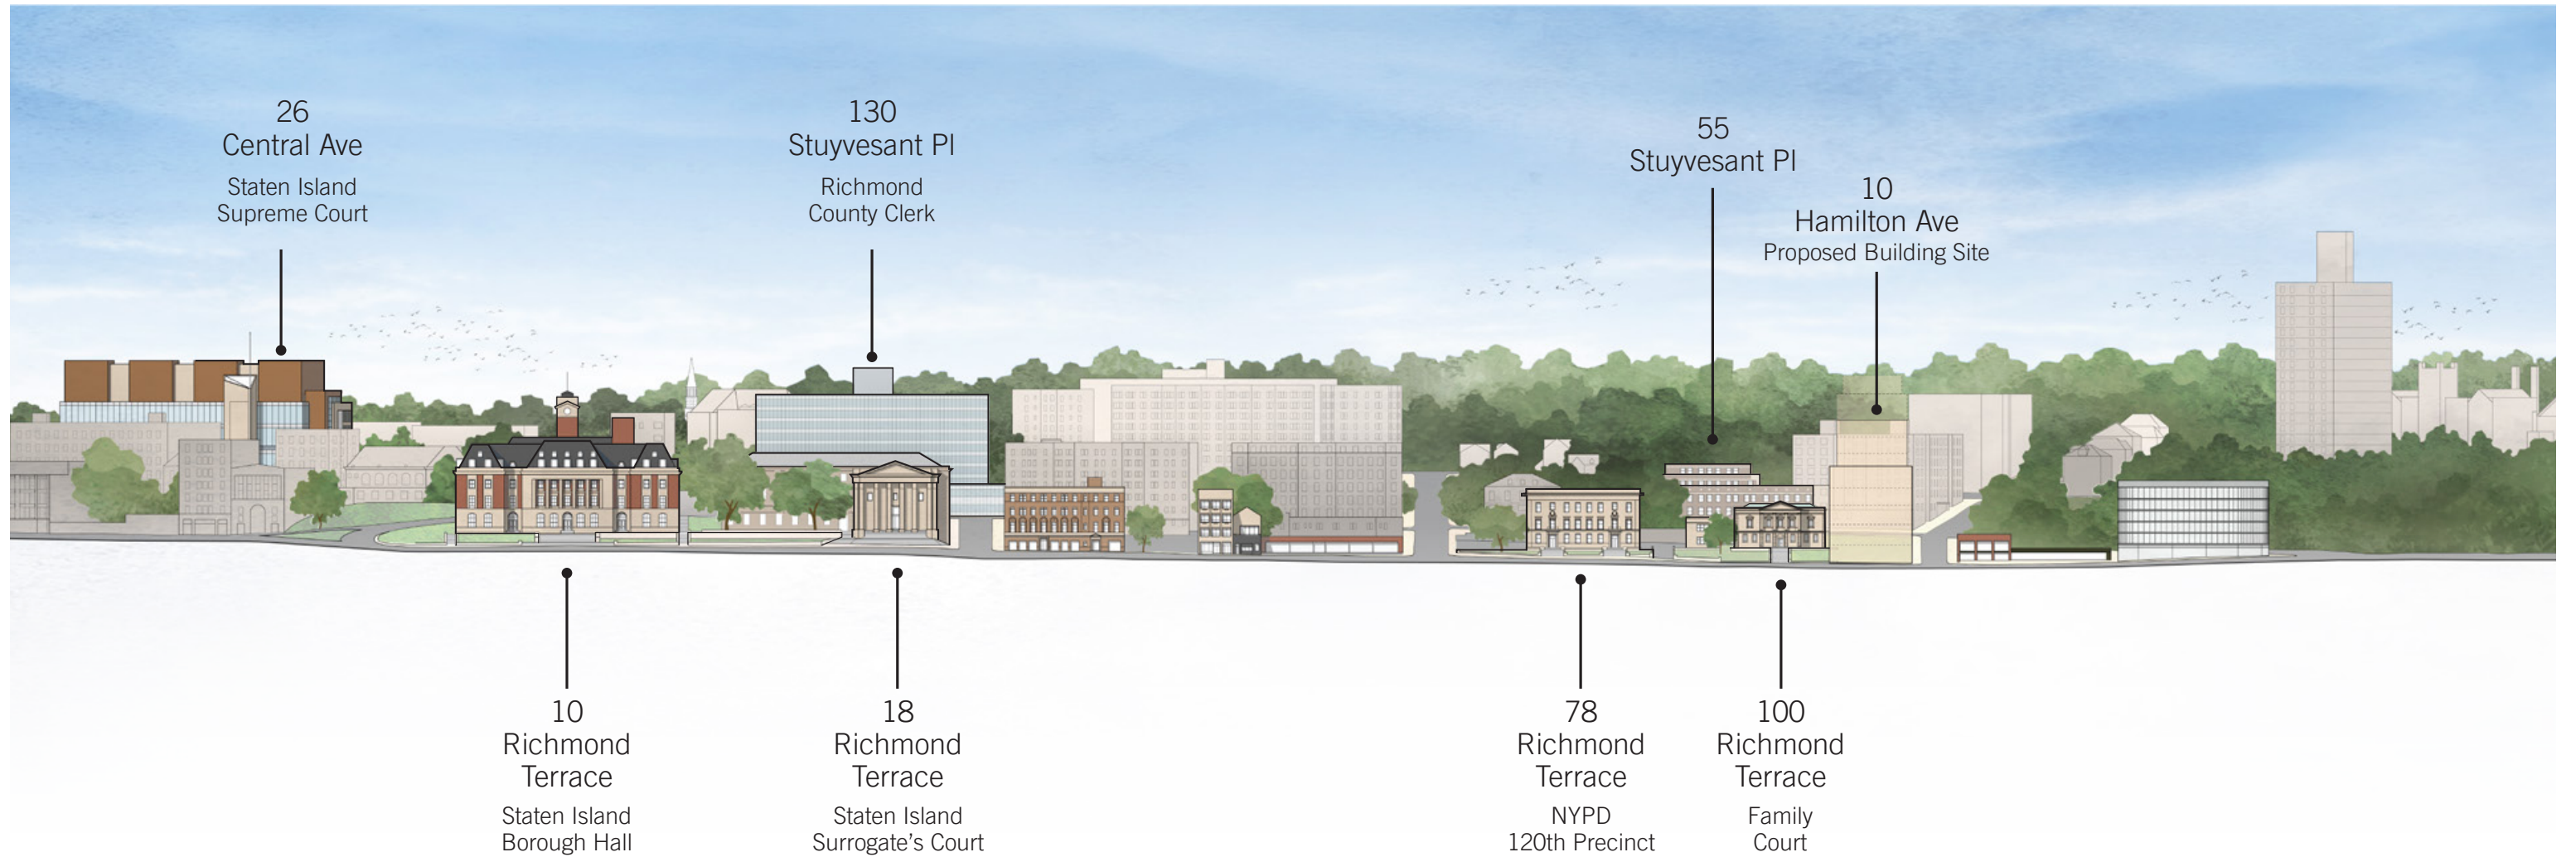 26
Central Ave
Staten Island
Supreme Court
130
Stuyvesant Pl
Richmond
County Clerk
55
Stuyvesant Pl
10
Hamilton Ave
Proposed Building Site
10
Richmond
Terrace
Staten Island
Borough Hall
18
Richmond
Terrace
Staten Island
Surrogate's Court
78
Richmond
Terrace
NYPD
120th Precinct
100
Richmond
Terrace
Family
Court